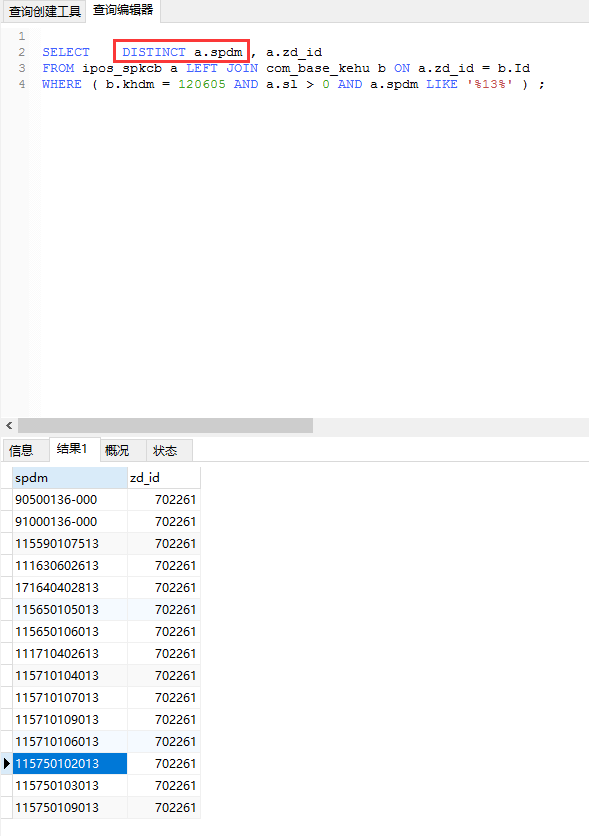 查询创建工具 查询编辑器
1
2 SELECT DISTINCT a.spdm , a.zd_id
3 FROM ipos_spkcb a LEFT JOIN com_base_kehu b ON a.zd_id = b.Id
4 WHERE ( b.khdm = 120605 AND a.sl > 0 AND a.spdm LIKE '%13%' ) ;
信息 结果1 概况 状态
spdm zd_id
90500136-000 702261
91000136-000 702261
115590107513 702261
111630602613 702261
171640402813 702261
115650105013 702261
115650106013 702261
111710402613 702261
115710104013 702261
115710107013 702261
115710109013 702261
115710106013 702261
115750102013 702261
115750103013 702261
115750109013 702261